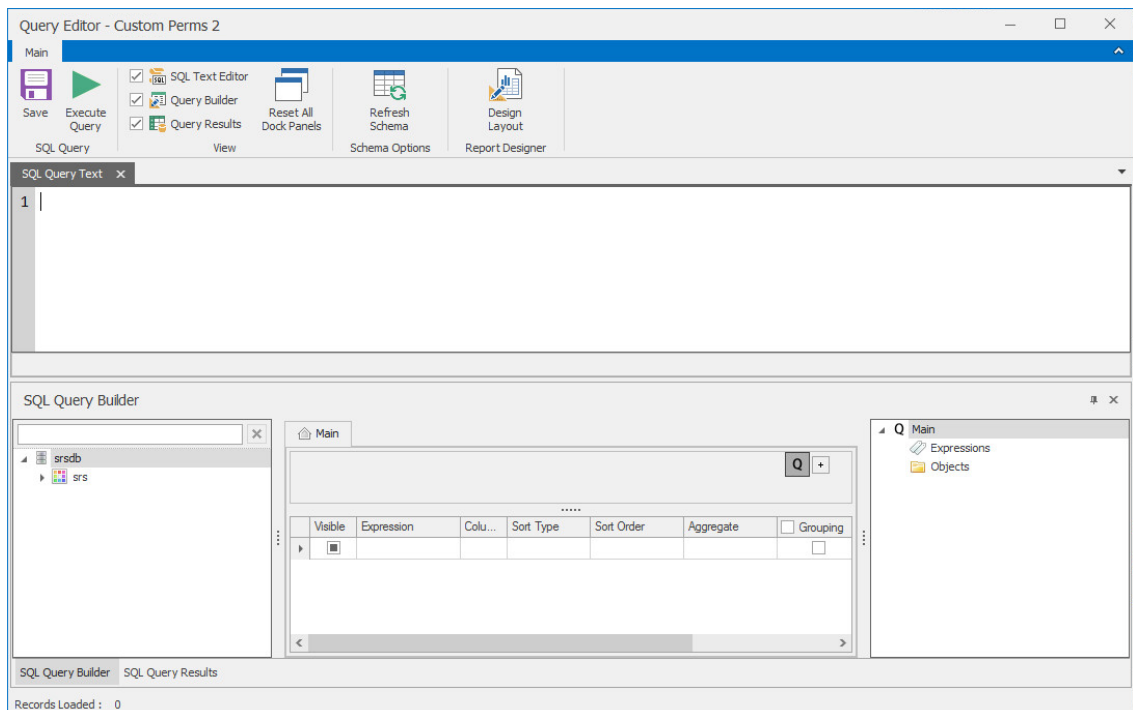 Query Editor - Custom Perms 2
Main
Save
Execute Query
SQL Text Editor
Query Builder
Query Results
Reset All Dock Panels
Refresh Schema
Design Layout
SQL Query
View
Schema Options
Report Designer
SQL Query Text
1
SQL Query Builder
srsdb
srs
Main
Q +
Visible Expression Colu... Sort Type Sort Order Aggregate Grouping
Q Main
Expressions
Objects
SQL Query Builder SQL Query Results
Records Loaded : 0